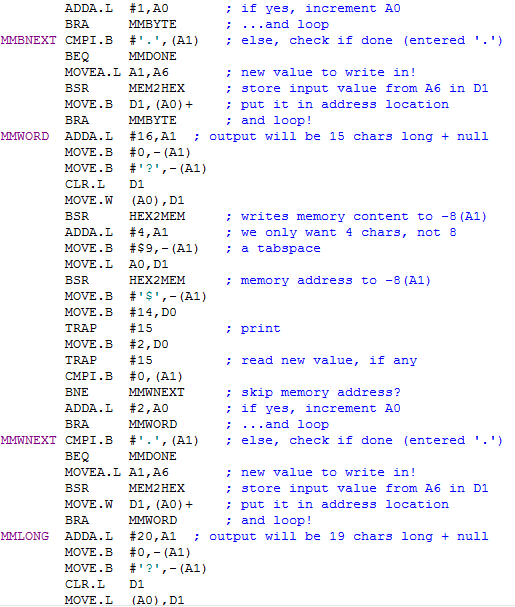 ADDA.L  #1,A0       ; if yes, increment A0
        BRA     MMBYTE      ; ...and loop
MMBNEXT CMPI.B  #'.',(A1)   ; else, check if done (entered '.')
        BEQ     MMDONE
        MOVEA.L A1,A6       ; new value to write in!
        BSR     MEM2HEX     ; store input value from A6 in D1
        MOVE.B  D1,(A0)+    ; put it in address location
        BRA     MMBYTE      ; and loop!
MMWORD  ADDA.L  #16,A1  ; output will be 15 chars long + null
        MOVE.B  #0,-(A1)
        MOVE.B  #'?',-(A1)
        CLR.L   D1
        MOVE.W  (A0),D1
        BSR     HEX2MEM     ; writes memory content to -8(A1)
        ADDA.L  #4,A1       ; we only want 4 chars, not 8
        MOVE.B  #$9,-(A1)   ; a tabspace
        MOVE.L  A0,D1
        BSR     HEX2MEM     ; memory address to -8(A1)
        MOVE.B  #'$',-(A1)
        MOVE.B  #14,D0
        TRAP    #15         ; print
        MOVE.B  #2,D0
        TRAP    #15         ; read new value, if any
        CMPI.B  #0,(A1)
        BNE     MMWNEXT     ; skip memory address?
        ADDA.L  #2,A0       ; if yes, increment A0
        BRA     MMWORD      ; ...and loop
MMWNEXT CMPI.B  #'.',(A1)   ; else, check if done (entered '.')
        BEQ     MMDONE
        MOVEA.L A1,A6       ; new value to write in!
        BSR     MEM2HEX     ; store input value from A6 in D1
        MOVE.W  D1,(A0)+    ; put it in address location
        BRA     MMWORD      ; and loop!
MMLONG  ADDA.L  #20,A1  ; output will be 19 chars long + null
        MOVE.B  #0,-(A1)
        MOVE.B  #'?',-(A1)
        CLR.L   D1
        MOVE.L  (A0),D1